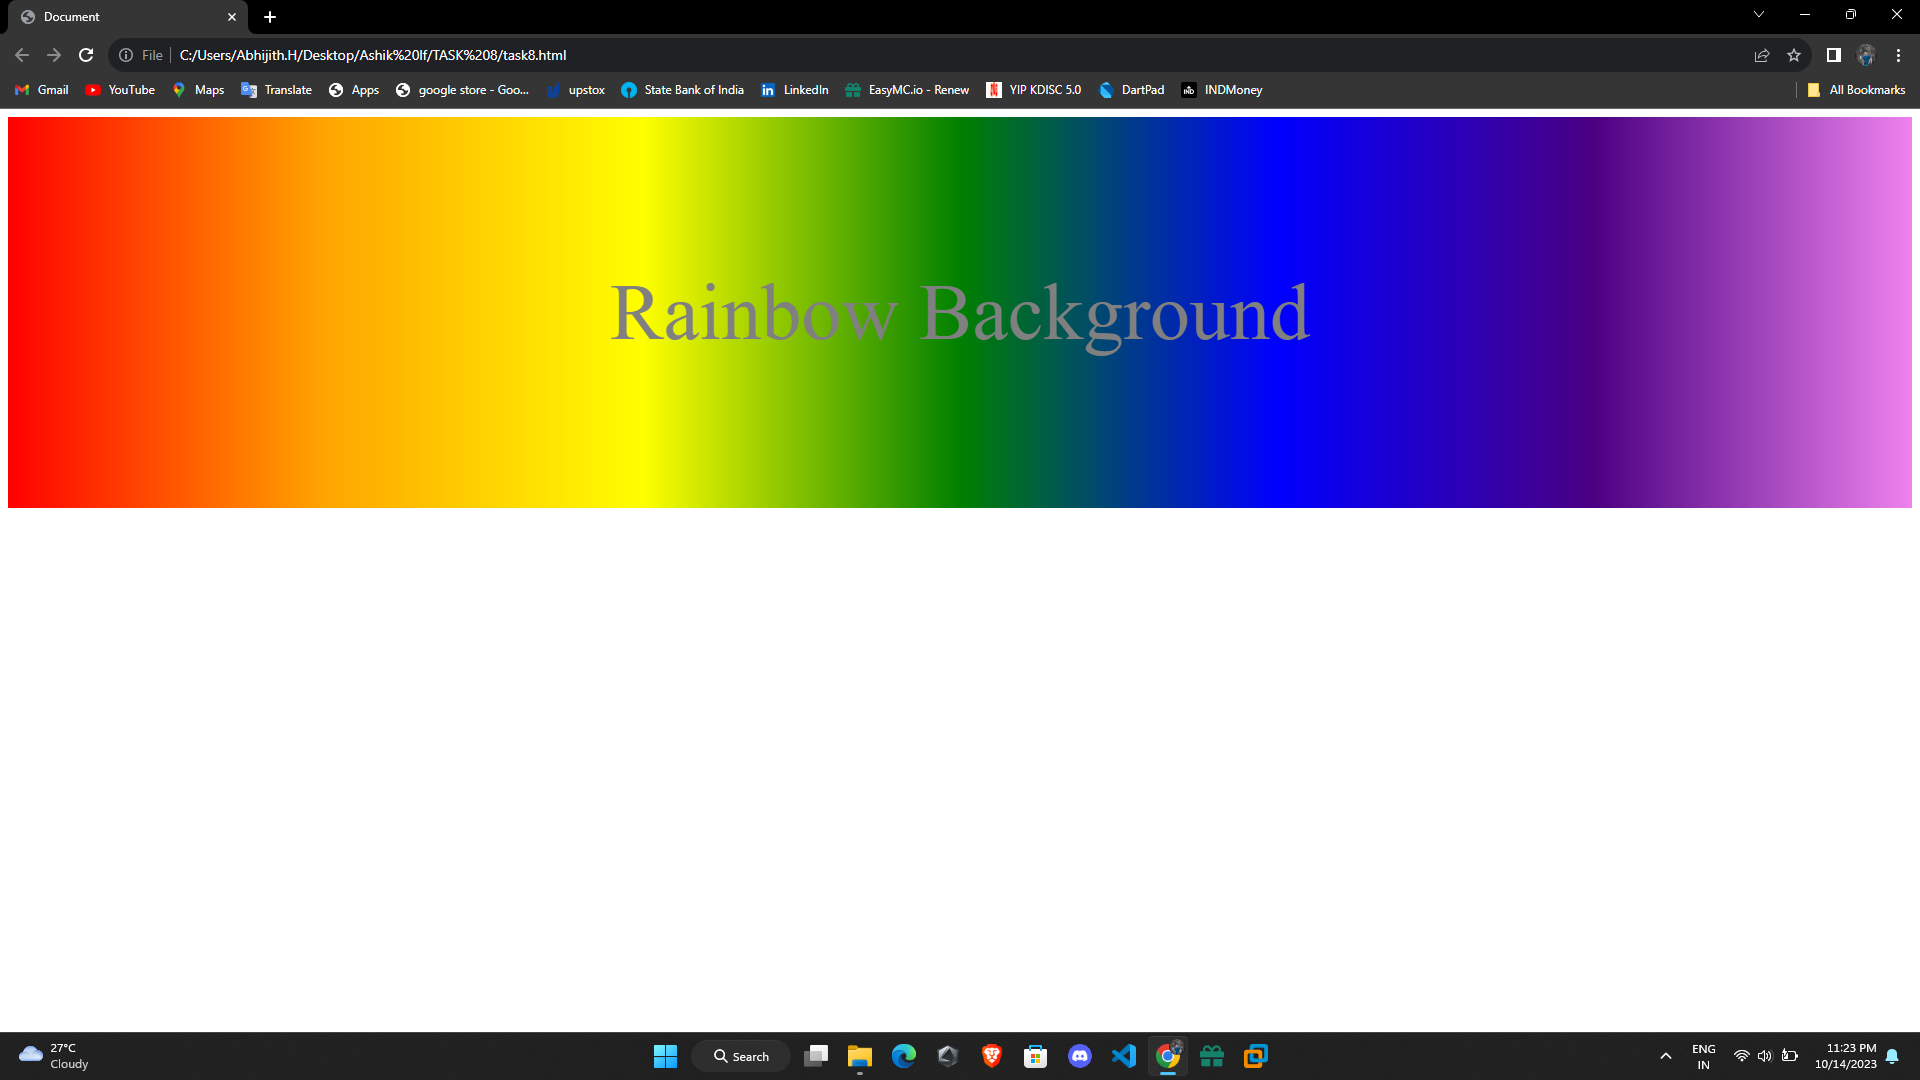 Document
File
C:/Users/Abhijith.H/Desktop/Ashik%20lf/TASK%208/task8.html
Gmail YouTube Maps Translate Apps google store - Goo... upstox State Bank of India LinkedIn EasyMC.io - Renew YIP KDISC 5.0 DartPad INDMoney All Bookmarks
Rainbow Background
27°C
Cloudy
Search
ENG
IN
11:23 PM
10/14/2023